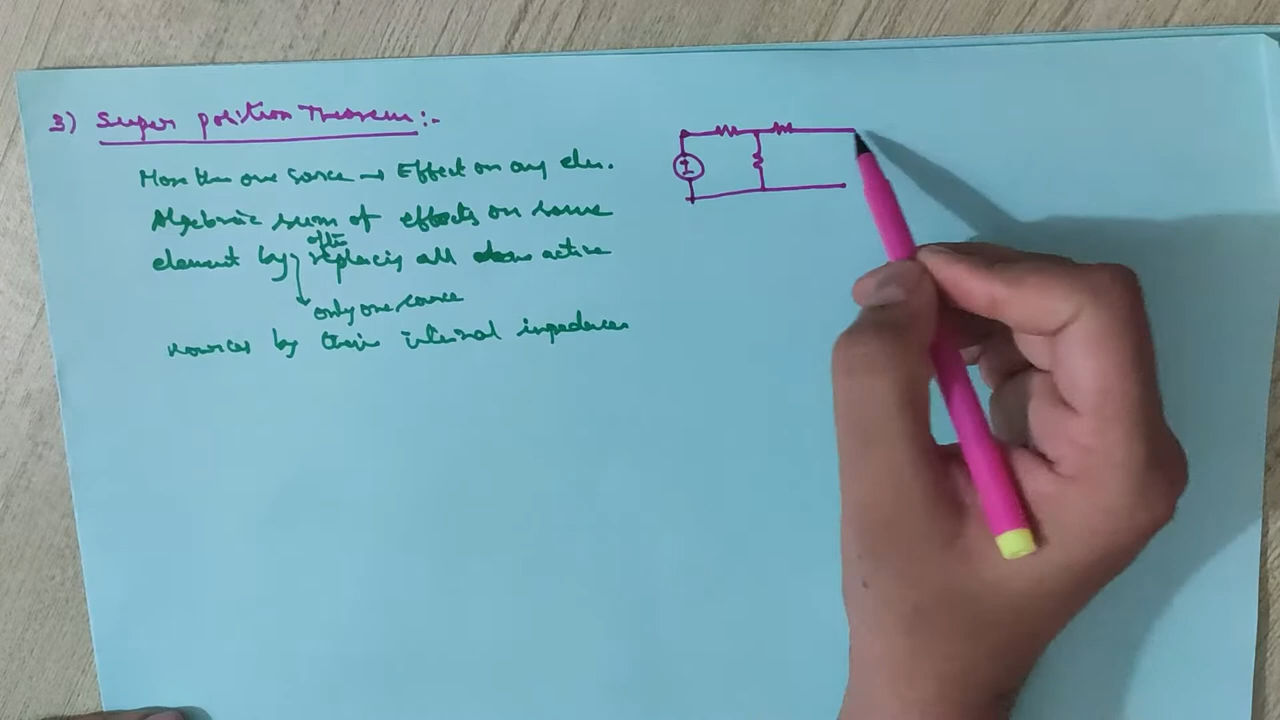 3) Super position Theorem :-
More than one source → Effect on any ele.
Algebraic sum of effects on same
element by after replacing all active
only one source
sources by their internal impedances